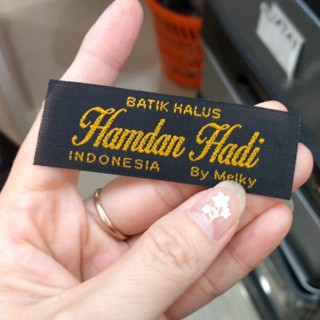 BATIK HALUS
Hamdan Hadi
INDONESIA By Melky